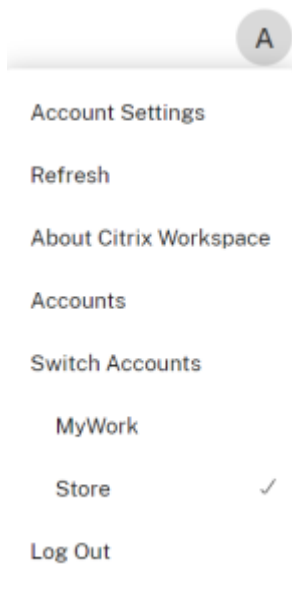 A
Account Settings
Refresh
About Citrix Workspace
Accounts
Switch Accounts
MyWork
Store
Log Out